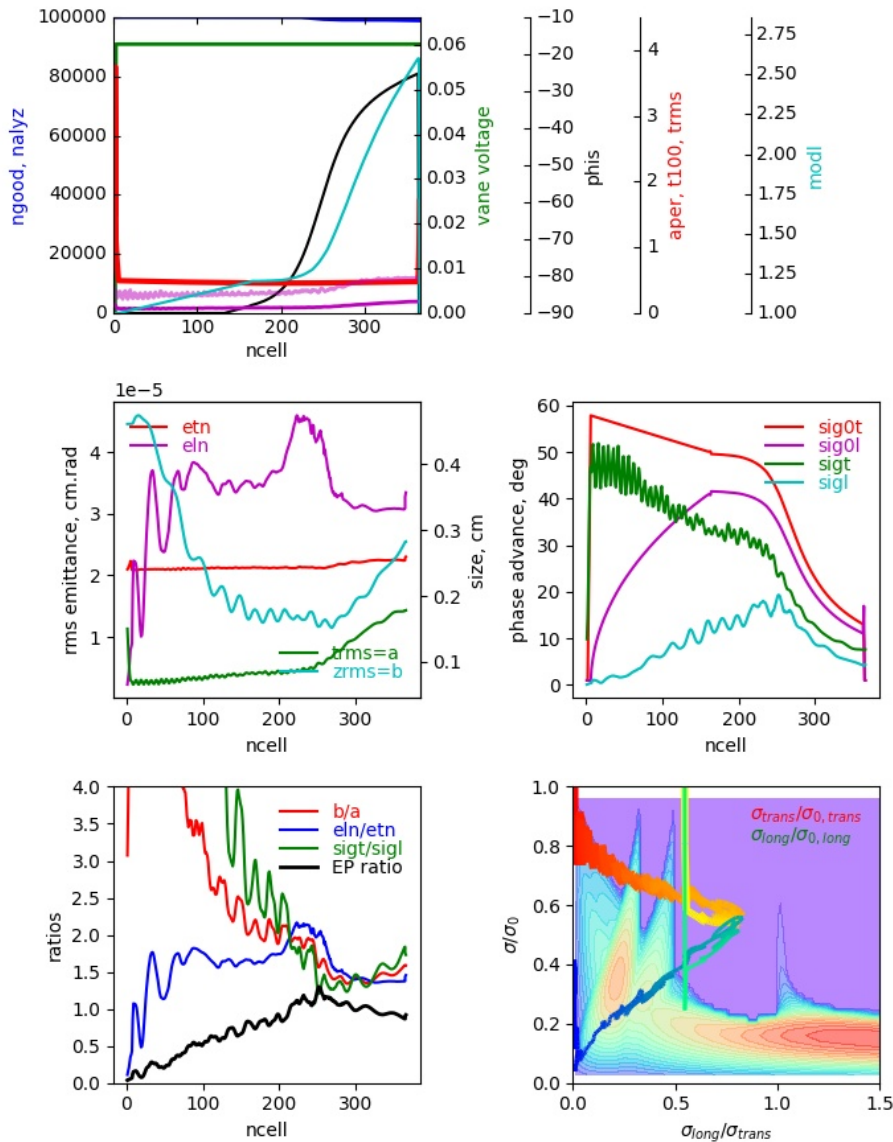 100000
80000
60000
40000
20000
0
ngood, nalyz
0 100 200 300
ncell
0.06
0.05
0.04
0.03
0.02
0.01
0.00
vane voltage
−10
−20
−30
−40
−50
−60
−70
−80
−90
phis
4
3
2
1
0
aper, t100, trms
2.75
2.50
2.25
2.00
1.75
1.50
1.25
1.00
modl
1e−5
etn
eln
4
3
2
1
rms emittance, cm.rad
0.4
0.3
0.2
0.1
size, cm
trms=a
zrms=b
0 100 200 300
ncell
60
50
40
30
20
10
0
phase advance, deg
sig0t
sig0l
sigt
sigl
0 100 200 300
ncell
4.0
3.5
3.0
2.5
2.0
1.5
1.0
0.5
0.0
ratios
b/a
eln/etn
sigt/sigl
EP ratio
0 100 200 300
ncell
1.0
0.8
0.6
0.4
0.2
0.0
σ/σ0
σtrans/σ0, trans
σlong/σ0, long
0.0 0.5 1.0 1.5
σlong/σtrans